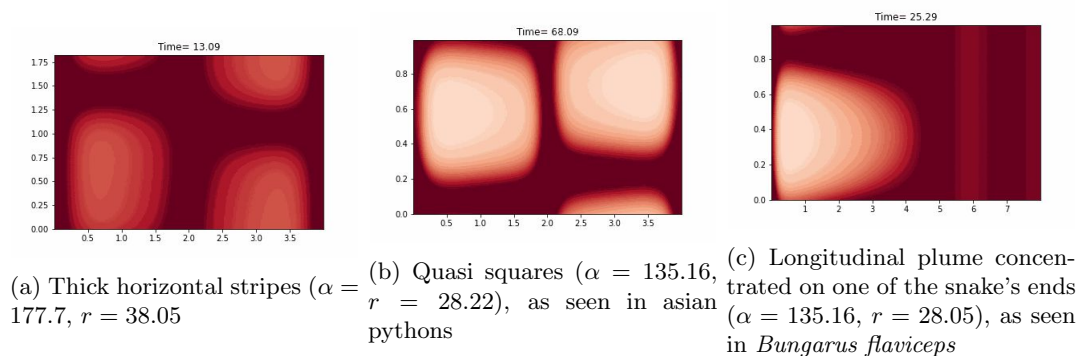 Time= 13.09
1.75
1.50
1.25
1.00
0.75
0.50
0.25
0.00
0.5 1.0 1.5 2.0 2.5 3.0 3.5
(a) Thick horizontal stripes (α =
177.7, r = 38.05
Time= 68.09
0.8
0.6
0.4
0.2
0.0
0.5 1.0 1.5 2.0 2.5 3.0 3.5
(b) Quasi squares (α = 135.16,
r = 28.22), as seen in asian
pythons
Time= 25.29
0.8
0.6
0.4
0.2
0.0
1 2 3 4 5 6 7
(c) Longitudinal plume concen-
trated on one of the snake's ends
(α = 135.16, r = 28.05), as seen
in Bungarus flaviceps